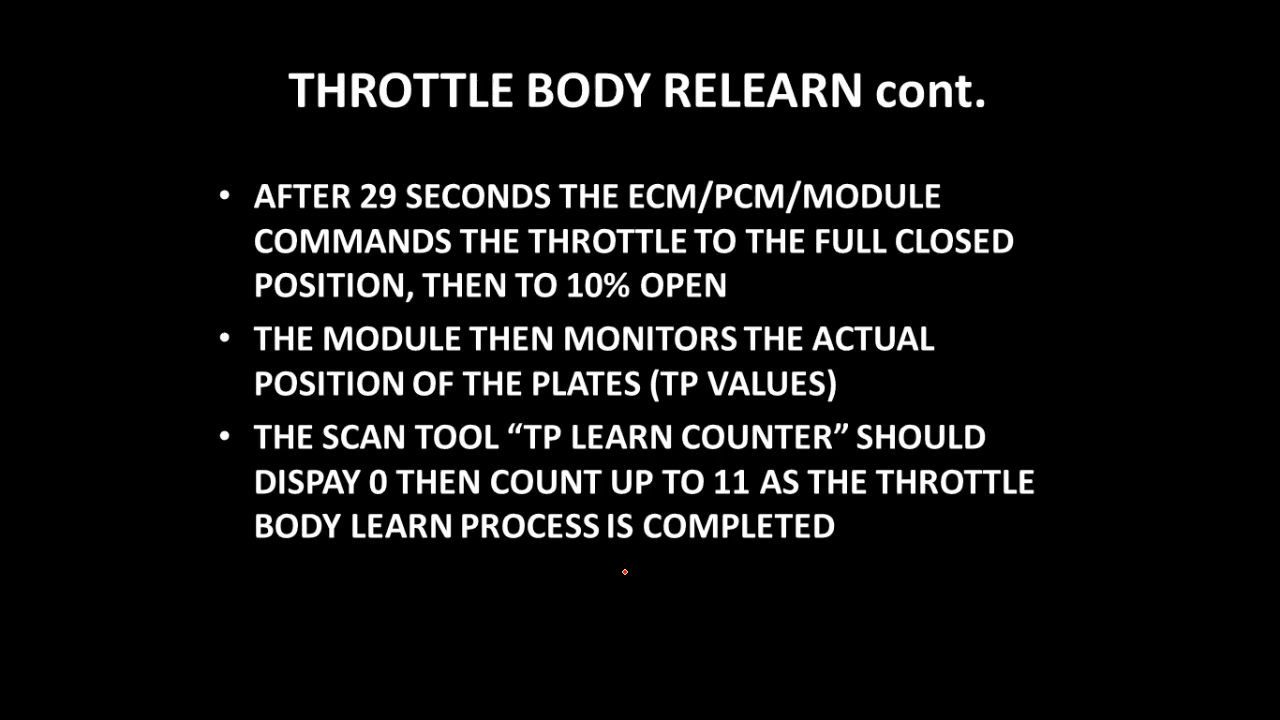 THROTTLE BODY RELEARN cont.
• AFTER 29 SECONDS THE ECM/PCM/MODULE
COMMANDS THE THROTTLE TO THE FULL CLOSED
POSITION, THEN TO 10% OPEN
• THE MODULE THEN MONITORS THE ACTUAL
POSITION OF THE PLATES (TP VALUES)
• THE SCAN TOOL “TP LEARN COUNTER” SHOULD
DISPAY 0 THEN COUNT UP TO 11 AS THE THROTTLE
BODY LEARN PROCESS IS COMPLETED